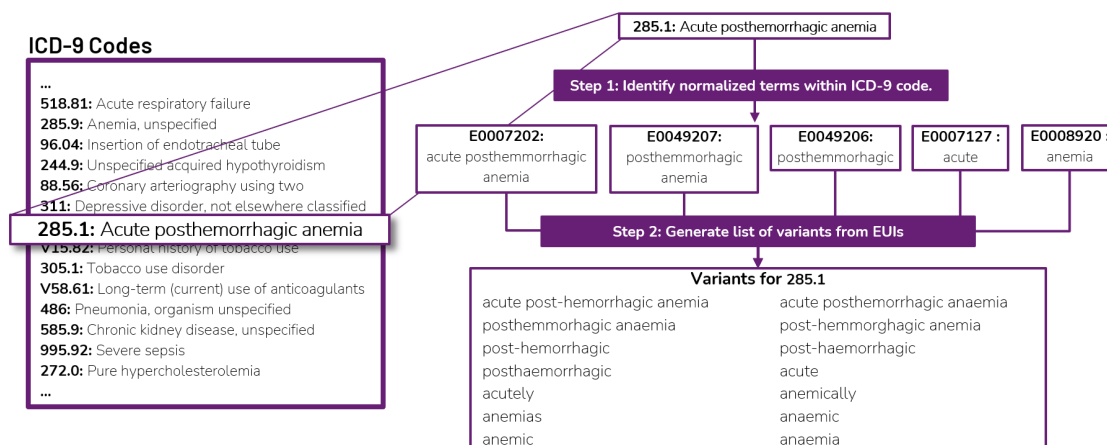 ICD-9 Codes
...
518.81: Acute respiratory failure
285.9: Anemia, unspecified
96.04: Insertion of endotracheal tube
244.9: Unspecified acquired hypothyroidism
88.56: Coronary arteriography using two
311: Depressive disorder, not elsewhere classified
285.1: Acute posthemorrhagic anemia
V15.82: Personal history of tobacco use
305.1: Tobacco use disorder
V58.61: Long-term (current) use of anticoagulants
486: Pneumonia, organism unspecified
585.9: Chronic kidney disease, unspecified
995.92: Severe sepsis
272.0: Pure hypercholesterolemia
...
285.1: Acute posthemorrhagic anemia
Step 1: Identify normalized terms within ICD-9 code.
E0007202:
acute posthemmorrhagic
anemia
E0049207:
posthemmorhagic
anemia
E0049206:
posthemmorrhagic
E0007127 :
acute
E0008920 :
anemia
Step 2: Generate list of variants from EUIs
Variants for 285.1
acute post-hemorrhagic anemia
posthemmorhagic anaemia
post-hemorrhagic
posthaemorrhagic
acutely
anemias
anemic
acute posthemorrhagic anaemia
post-hemmorghagic anemia
post-haemorrhagic
acute
anemically
anaemic
anaemia